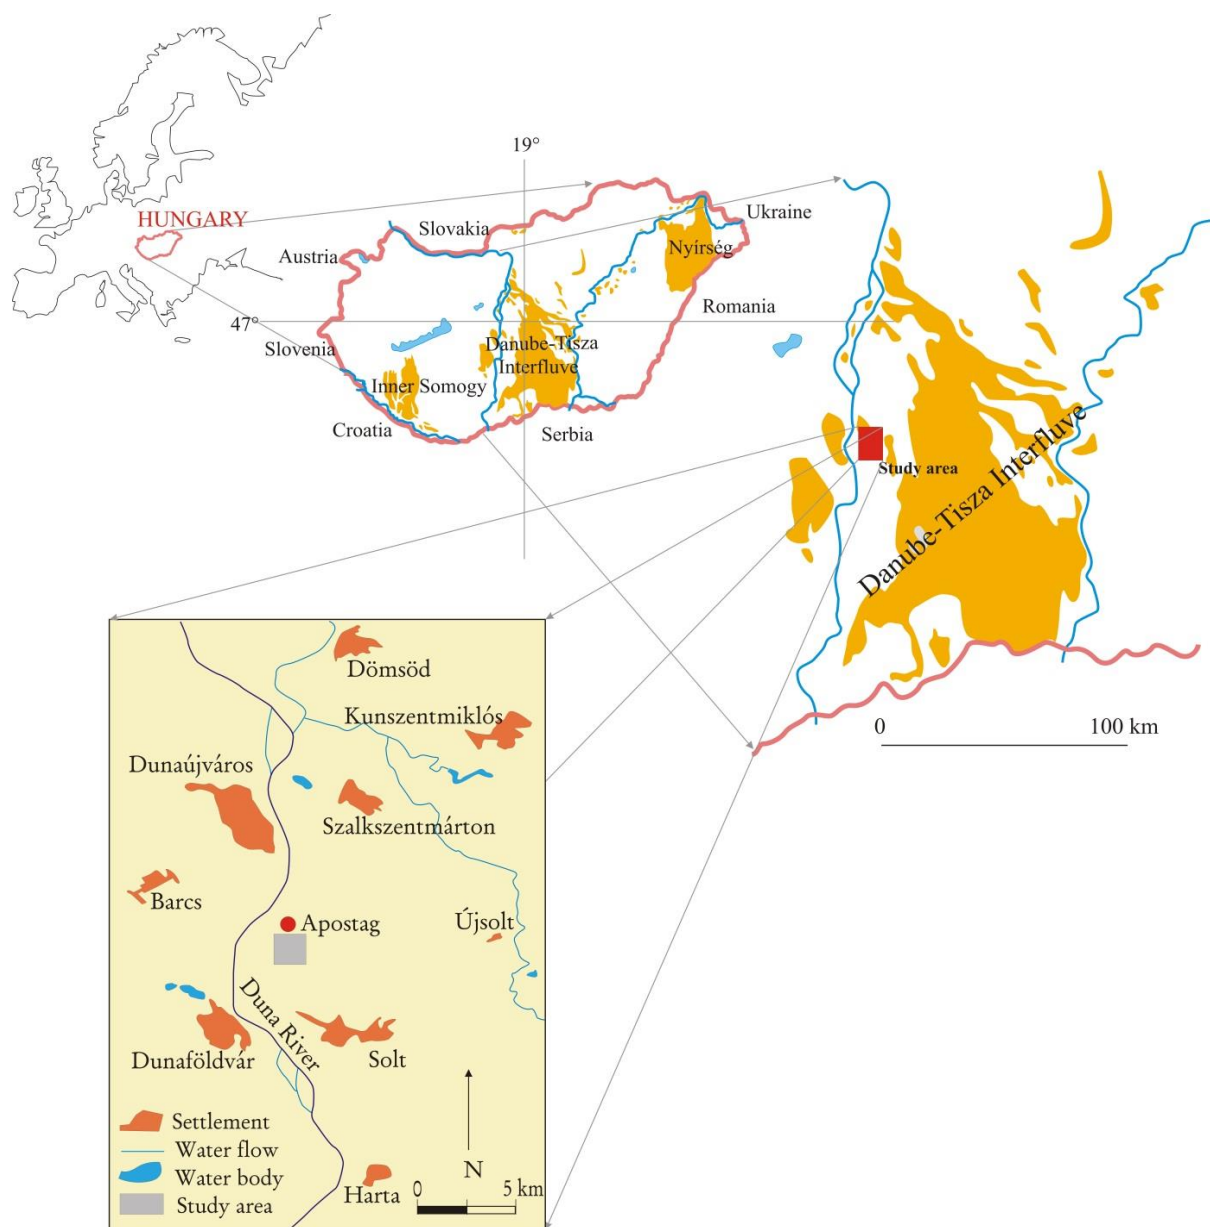 19°
HUNGARY
Slovakia
Ukraine
Austria
Nyírség
47°
Romania
Slovenia
Danube-Tisza
Interfluve
Inner Somogy
Croatia
Serbia
Study area
Danube-Tisza Interfluve
0 100 km
Dömsöd
Kunszentmiklós
Dunaújváros
Szalkszentmárton
Barcs
Apostag
Újsolt
Duna River
Dunaföldvár
Solt
Settlement
Water flow
Water body
Study area
N
Harta
0 5 km